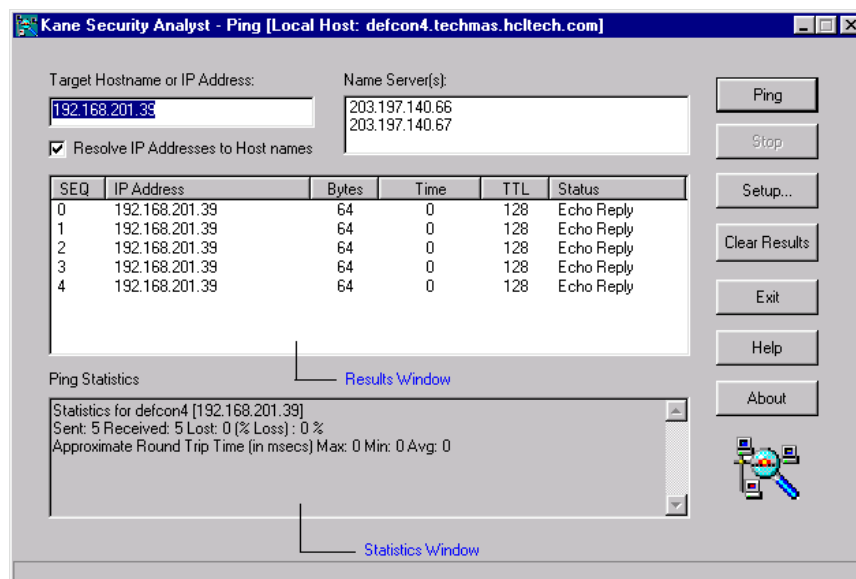 Kane Security Analyst - Ping [Local Host: defcon4.techmas.hcltech.com]
Target Hostname or IP Address:
192.168.201.39
Resolve IP Addresses to Host names
Name Server(s):
203.197.140.66
203.197.140.67
Ping
Stop
Setup...
Clear Results
Exit
Help
About
SEQ IP Address Bytes Time TTL Status
0 192.168.201.39 64 0 128 Echo Reply
1 192.168.201.39 64 0 128 Echo Reply
2 192.168.201.39 64 0 128 Echo Reply
3 192.168.201.39 64 0 128 Echo Reply
4 192.168.201.39 64 0 128 Echo Reply
Results Window
Ping Statistics
Statistics for defcon4 [192.168.201.39]
Sent: 5 Received: 5 Lost: 0 (% Loss) : 0 %
Approximate Round Trip Time (in msecs) Max: 0 Min: 0 Avg: 0
Statistics Window